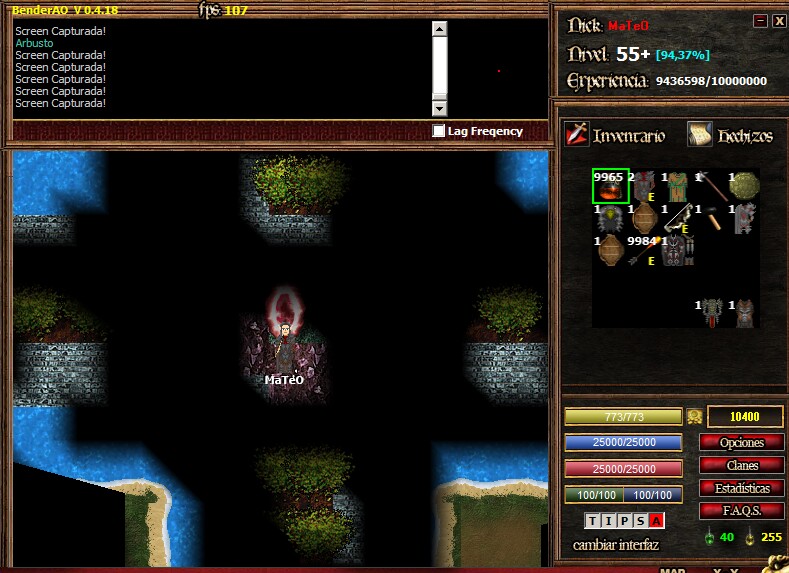 BenderAO V 0.4.18
fps 107
Screen Capturada!
Arbusto
Screen Capturada!
Screen Capturada!
Screen Capturada!
Screen Capturada!
Screen Capturada!
Lag Freqency
MaTeO
Nick: MaTeO
Nivel: 55+ [94,37%]
Experiencia: 9436598/10000000
Inventario Hechizos
9965 2 1 1 1
E
1 1 1 1 1
E
1 9984 1
E
1 1
773/773 10400
25000/25000 Opciones
25000/25000 Clanes
100/100 100/100 Estadísticas
T I P S A F.A.Q.S.
cambiar interfaz 40 255
MAP X Y